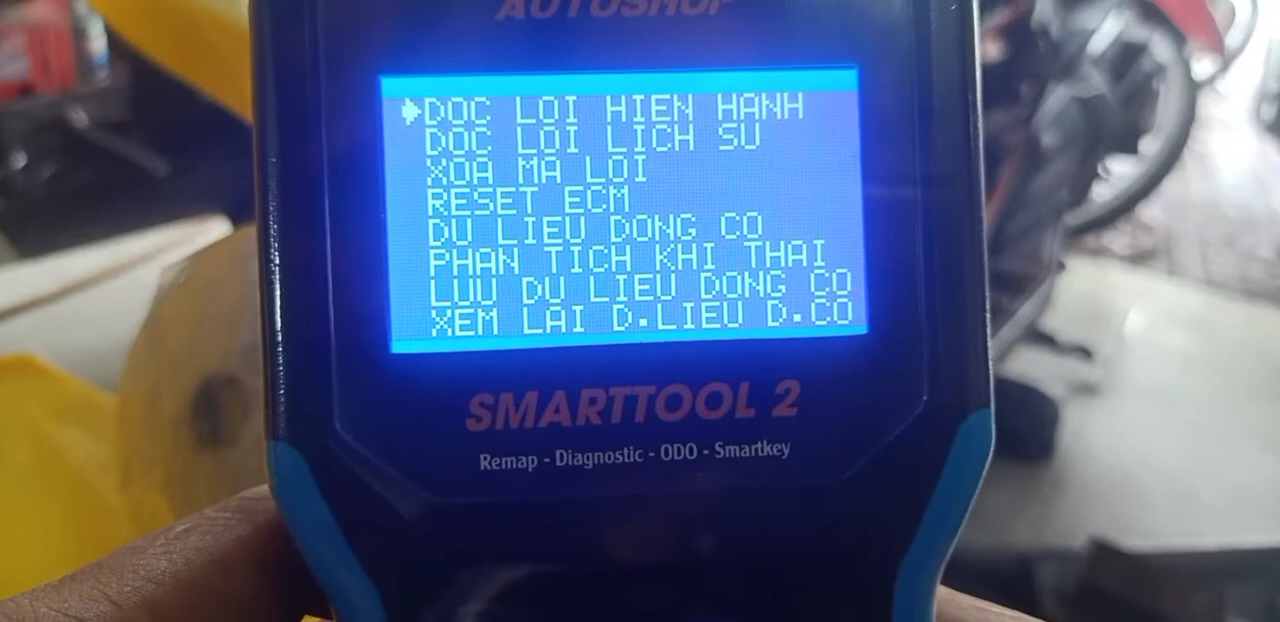 AUTOSHOP
DOC LOI HIEN HANH
DOC LOI LICH SU
XOA MA LOI
RESET ECM
DU LIEU DONG CO
PHAN TICH KHI THAI
LUU DU LIEU DONG CO
XEM LAI D.LIEU D.CO
SMARTTOOL 2
Remap - Diagnostic - ODO - Smartkey